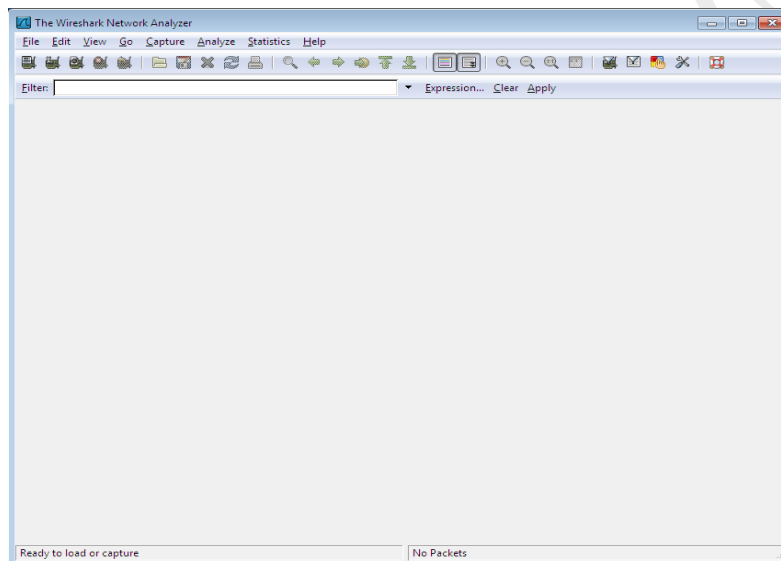 The Wireshark Network Analyzer
File Edit View Go Capture Analyze Statistics Help
Filter: Expression... Clear Apply
Ready to load or capture No Packets